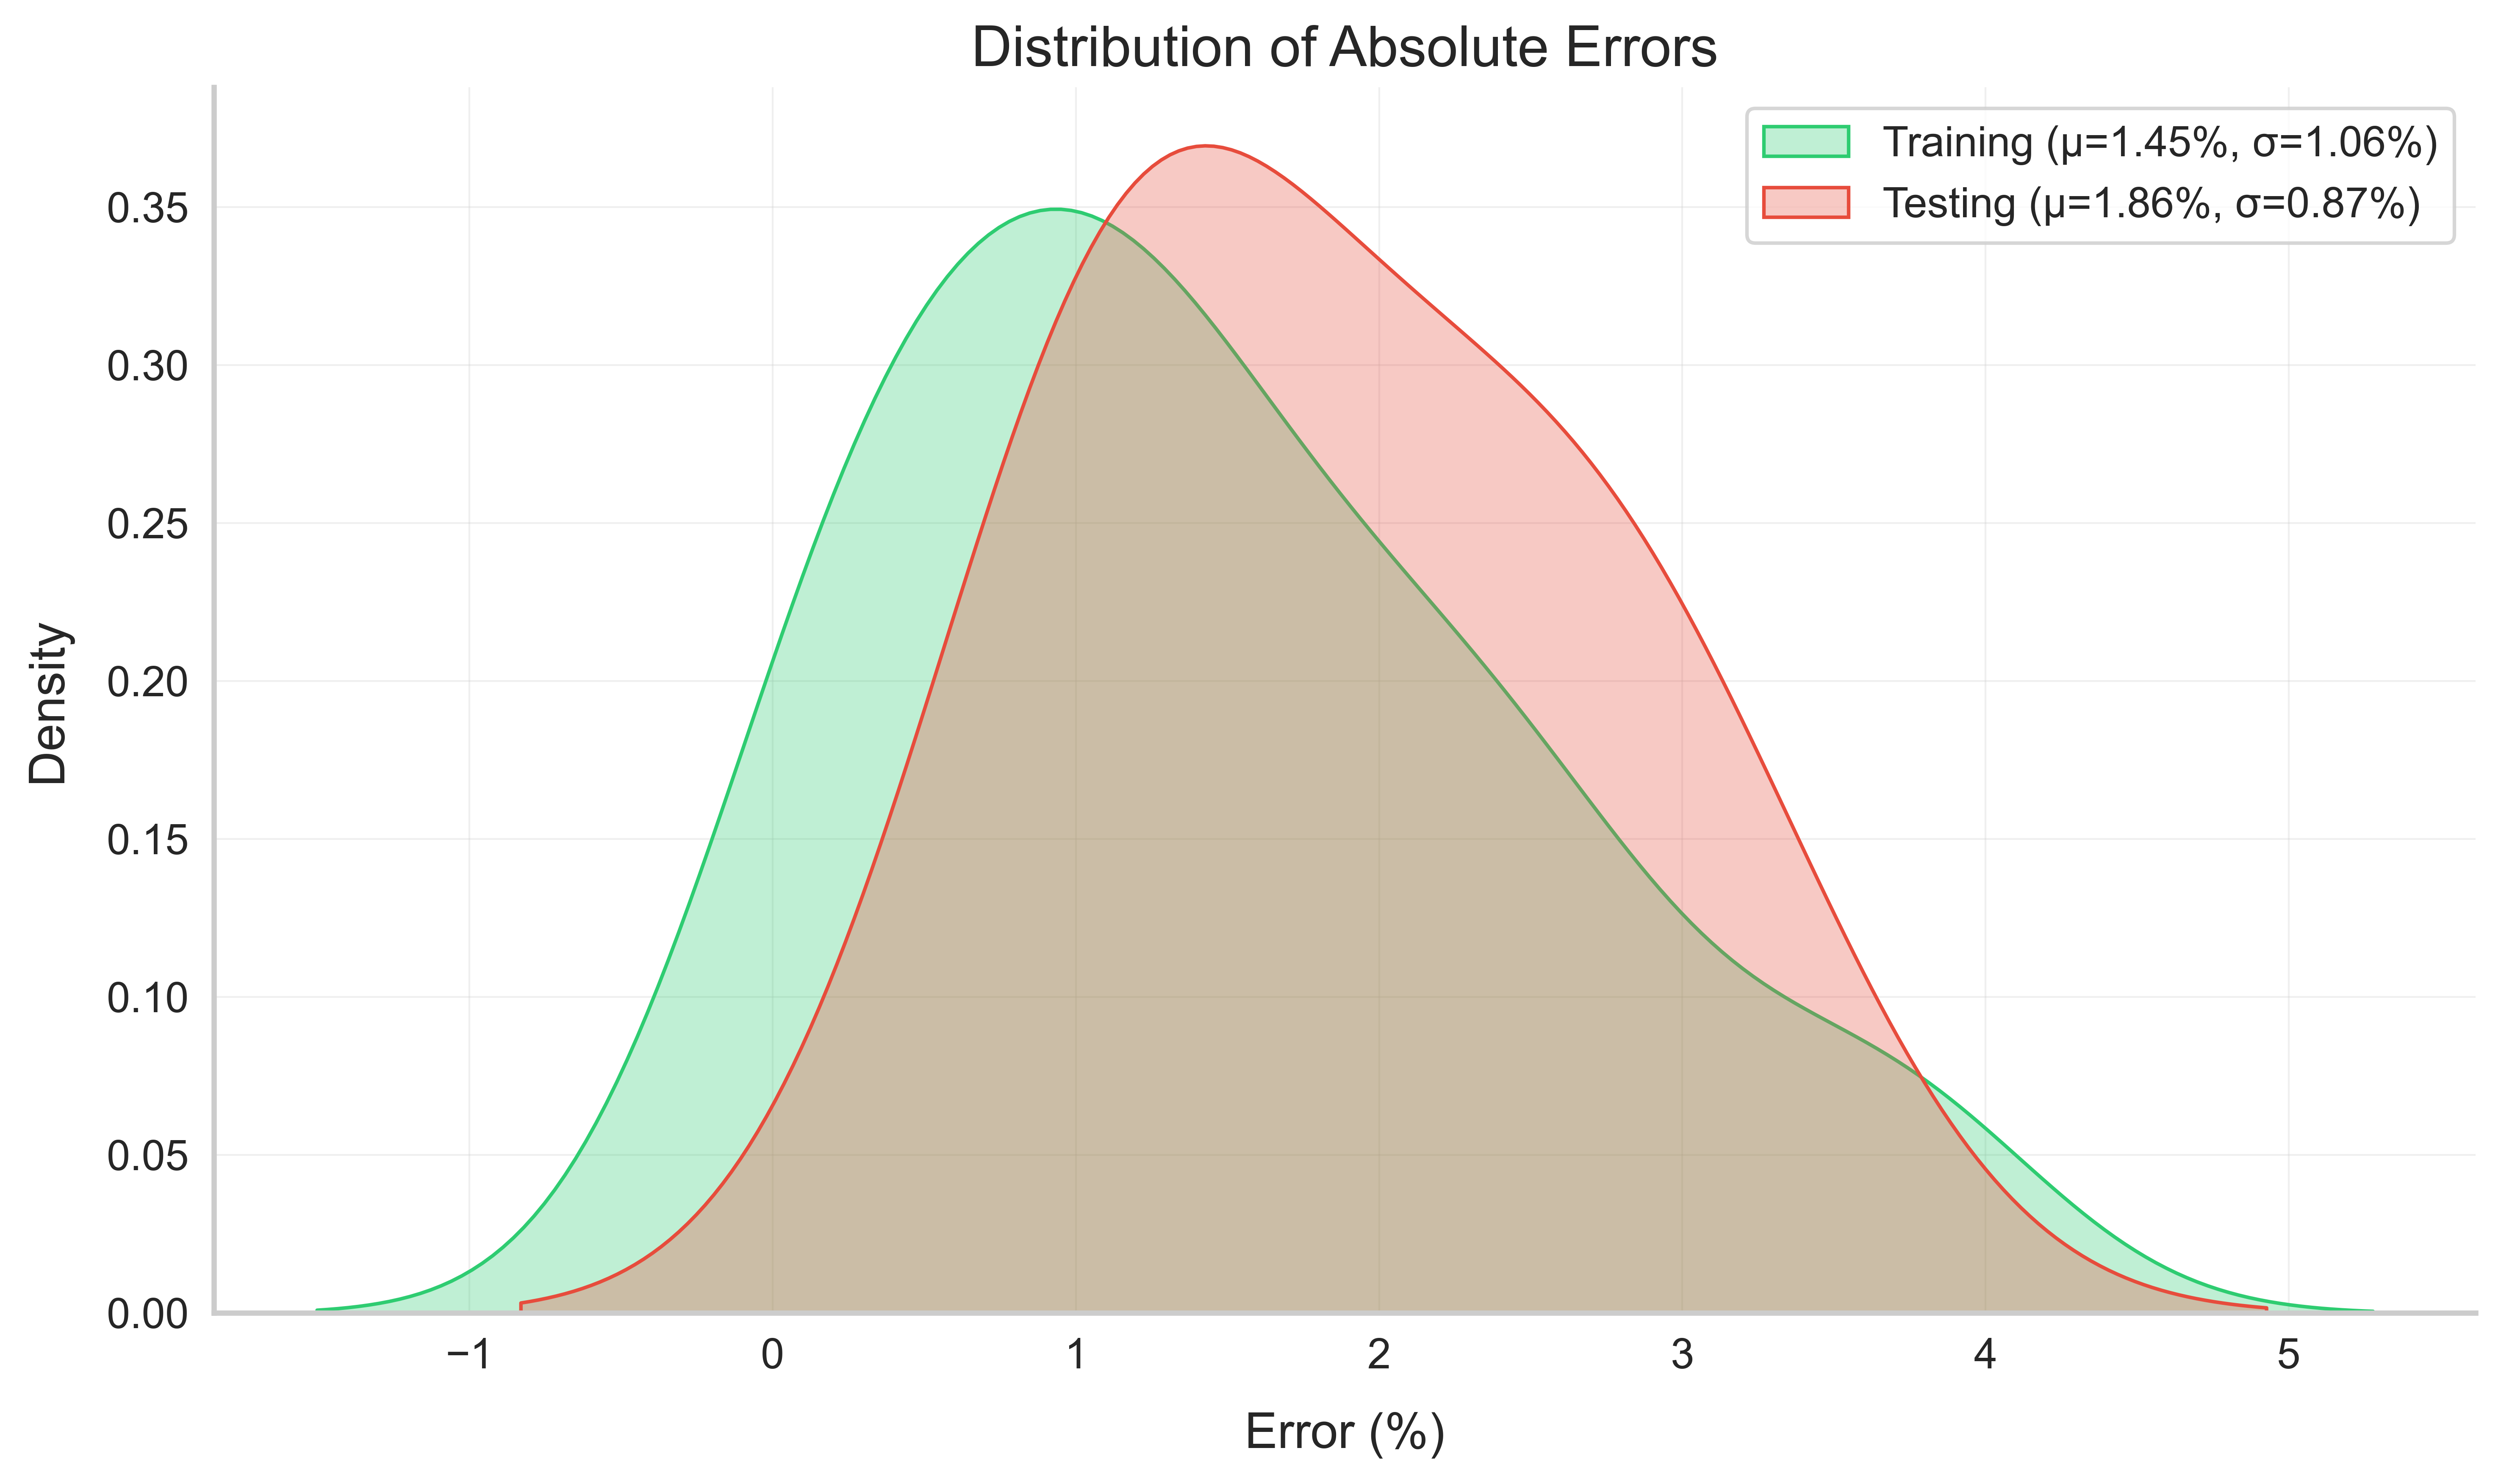 Distribution of Absolute Errors
Training (μ=1.45%, σ=1.06%)
Testing (μ=1.86%, σ=0.87%)
Density
0.35
0.30
0.25
0.20
0.15
0.10
0.05
0.00
−1 0 1 2 3 4 5
Error (%)